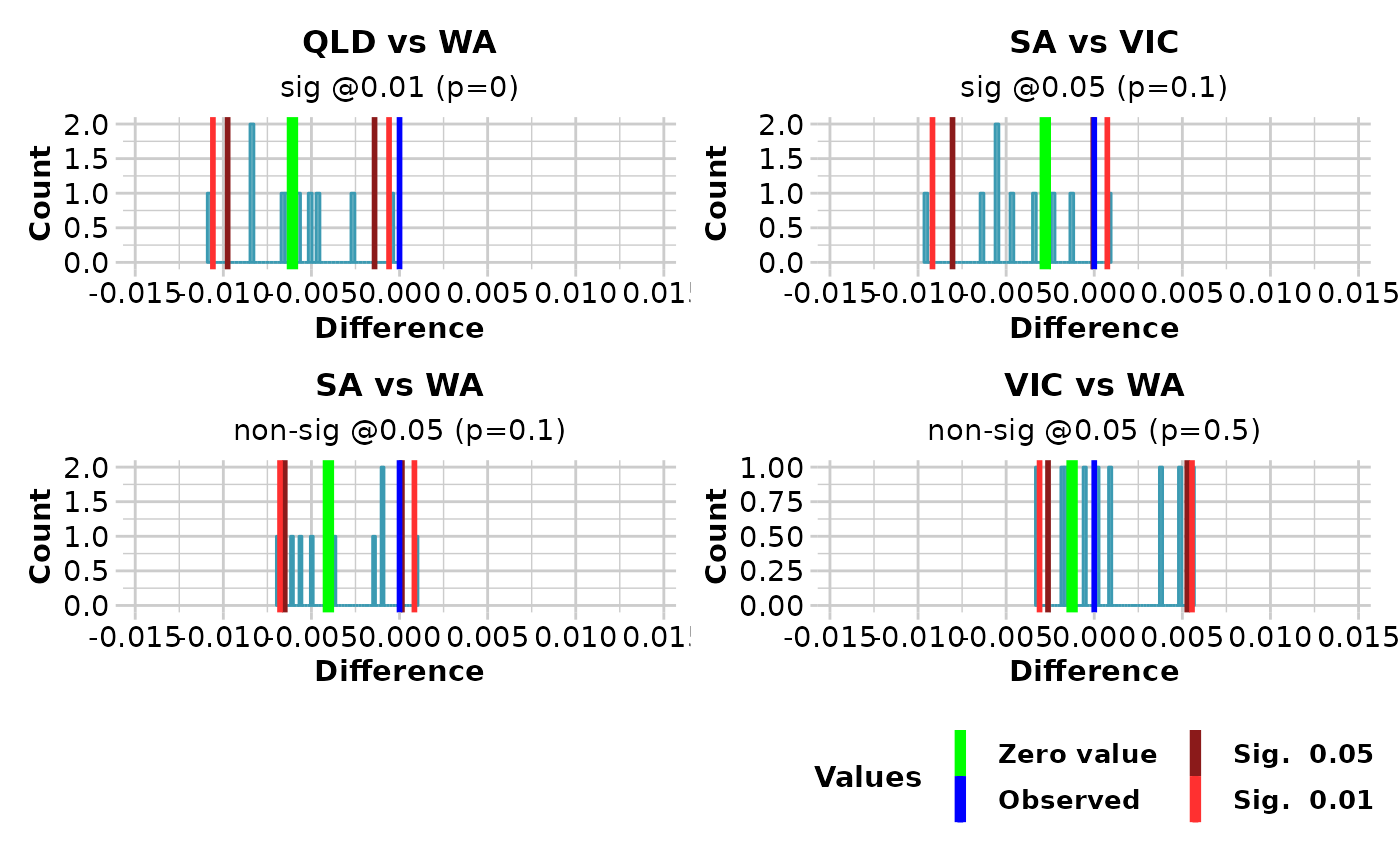 QLD vs WA
sig @0.01 (p=0)
Count
2.0
1.5
1.0
0.5
0.0
-0.015 -0.010 -0.005 0.000 0.005 0.010 0.01
Difference
SA vs VIC
sig @0.05 (p=0.1)
Count
2.0
1.5
1.0
0.5
0.0
-0.015 -0.010 -0.005 0.000 0.005 0.010 0.015
Difference
SA vs WA
non-sig @0.05 (p=0.1)
Count
2.0
1.5
1.0
0.5
0.0
-0.015 -0.010 -0.005 0.000 0.005 0.010 0.01
Difference
VIC vs WA
non-sig @0.05 (p=0.5)
Count
1.00
0.75
0.50
0.25
0.00
-0.015 -0.010 -0.005 0.000 0.005 0.010 0.015
Difference
Values
Zero value
Observed
Sig. 0.05
Sig. 0.01